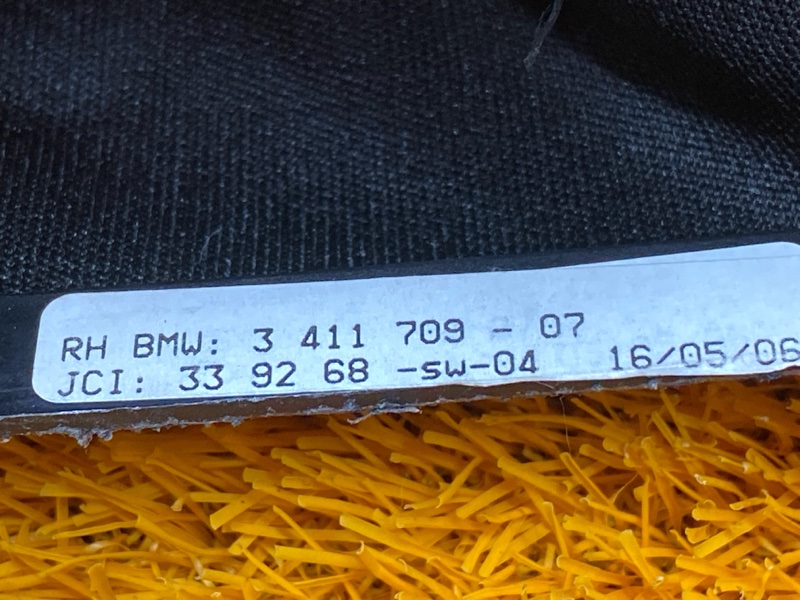 RH BMW: 3 411 709 - 07
JCI: 33 92 68 -sw-04 16/05/06